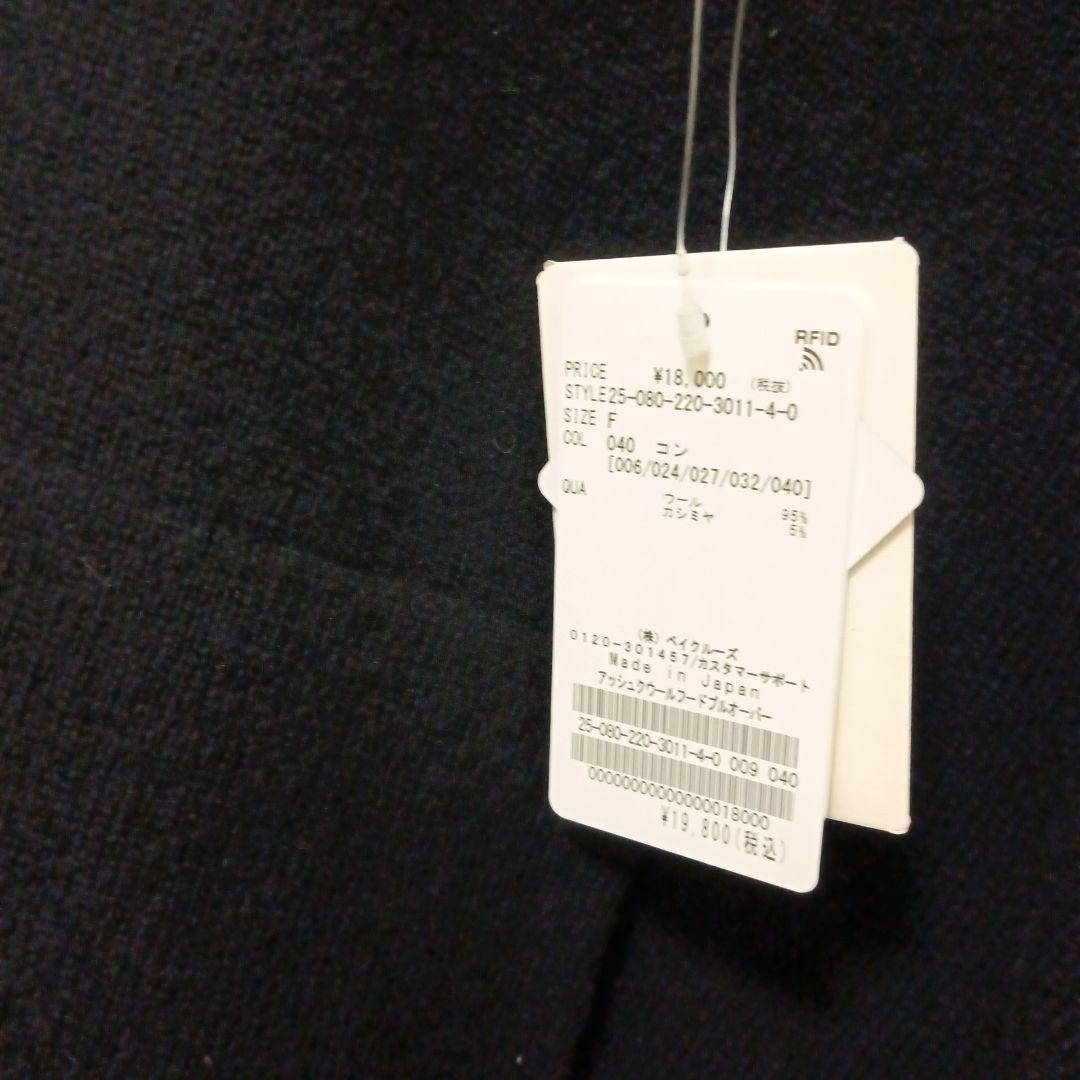 RFID
PRICE ¥18,000 (税抜)
STYLE 25-080-220-3011-4-0
SIZE F
COL 040 コン
[006/024/027/032/040]
QUA ウール 95%
カシミヤ 5%
(株) ベイクルーズ
0120-301457/カスタマーサポート
Made in Japan
アッシュクウールフードプルオーバー
25-080-220-3011-4-0 009 040
0000000000000018000
¥19,800(税込)